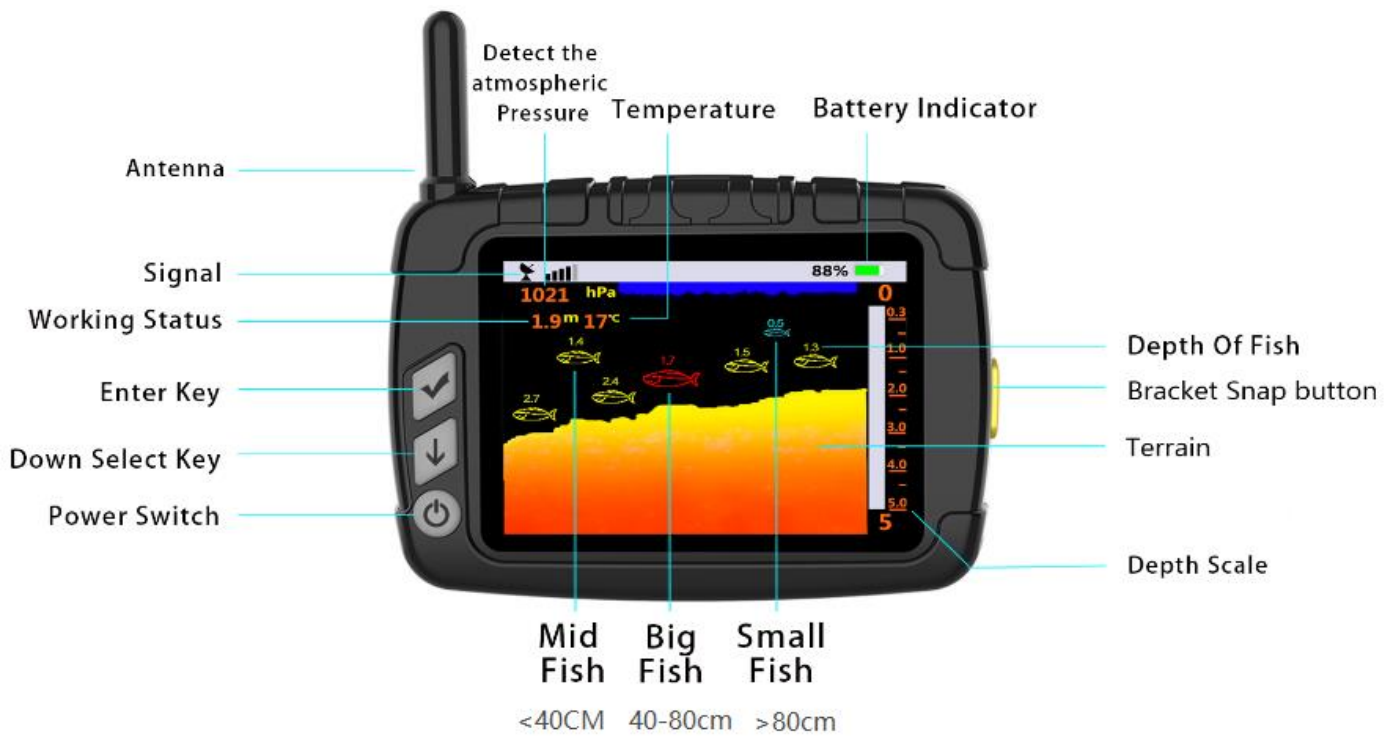 Detect the
atmospheric
Pressure
Temperature
Battery Indicator
Antenna
Signal
Working Status
Enter Key
Down Select Key
Power Switch
88%
1021 hPa
1.9m 17℃
0
0.3
1.0
2.0
3.0
4.0
5.0
5
0.5
1.4
1.7
1.5
1.3
2.4
2.7
Depth Of Fish
Bracket Snap button
Terrain
Depth Scale
Mid
Fish
Big
Fish
Small
Fish
<40CM
40-80cm
>80cm